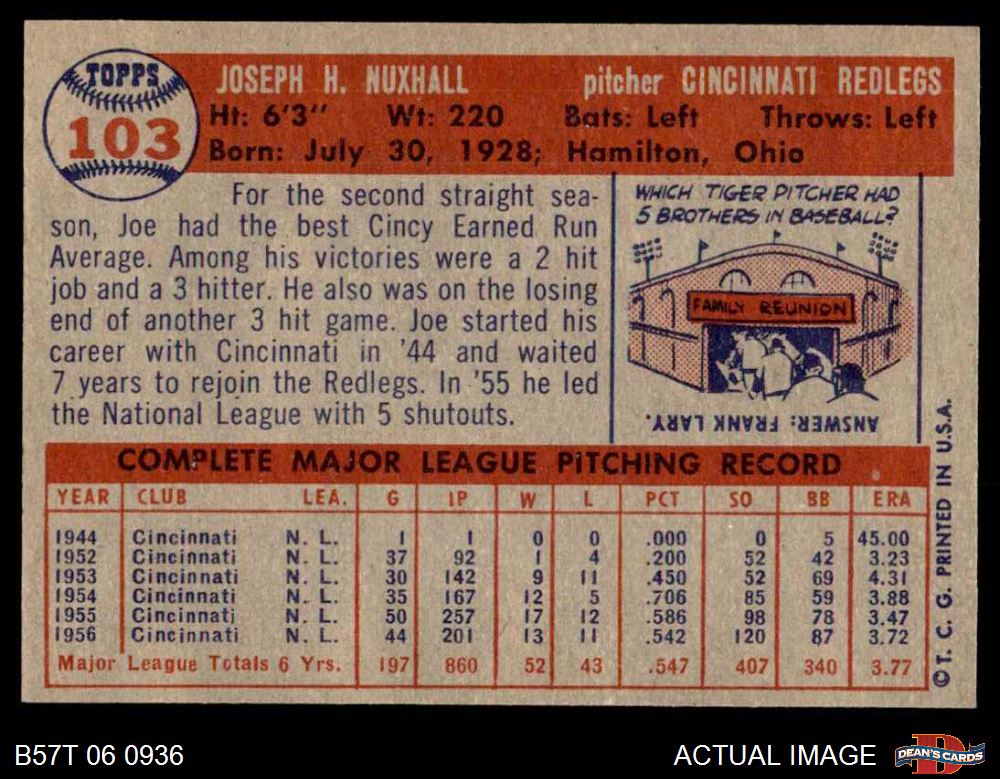 TOPPS
103
JOSEPH H. NUXHALL pitcher CINCINNATI REDLEGS
Ht: 6'3" Wt: 220 Bats: Left Throws: Left
Born: July 30, 1928; Hamilton, Ohio
For the second straight sea-
son, Joe had the best Cincy Earned Run
Average. Among his victories were a 2 hit
job and a 3 hitter. He also was on the losing
end of another 3 hit game. Joe started his
career with Cincinnati in '44 and waited
7 years to rejoin the Redlegs. In '55 he led
the National League with 5 shutouts.
WHICH TIGER PITCHER HAD
5 BROTHERS IN BASEBALL?
FAMILY REUNION
ANSWER: FRANK LARY.
COMPLETE MAJOR LEAGUE PITCHING RECORD
YEAR CLUB LEA. G IP W L PCT SO BB ERA
1944 Cincinnati N. L. 1 1 0 0 .000 0 5 45.00
1952 Cincinnati N. L. 37 92 1 4 .200 52 42 3.23
1953 Cincinnati N. L. 30 142 9 11 .450 52 69 4.31
1954 Cincinnati N. L. 35 167 12 5 .706 85 59 3.88
1955 Cincinnati N. L. 50 257 17 12 .586 98 78 3.47
1956 Cincinnati N. L. 44 201 13 11 .542 120 87 3.72
Major League Totals 6 Yrs. 197 860 52 43 .547 407 340 3.77
© T. C. G. PRINTED IN U.S.A.
B57T 06 0936 ACTUAL IMAGE
D
DEAN'S CARDS